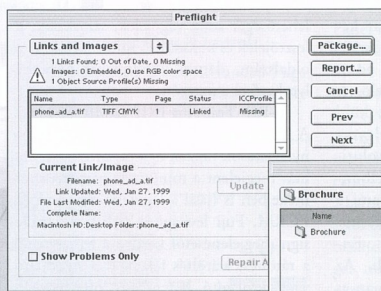 Preflight
Links and Images
1 Links Found; 0 Out of Date, 0 Missing
Images: 0 Embedded, 0 use RGB color space
1 Object Source Profile(s) Missing
Name Type Page Status ICCProfile
phone_ad_a.tif TIFF CMYK 1 Linked Missing
Current Link/Image
Filename: phone_ad_a.tif
Link Updated: Wed, Jan 27, 1999
File Last Modified: Wed, Jan 27, 1999
Complete Name:
Macintosh HD:Desktop Folder:phone_ad_a.tif
Update
Show Problems Only
Repair A
Package...
Report...
Cancel
Prev
Next
Brochure
Name
Brochure